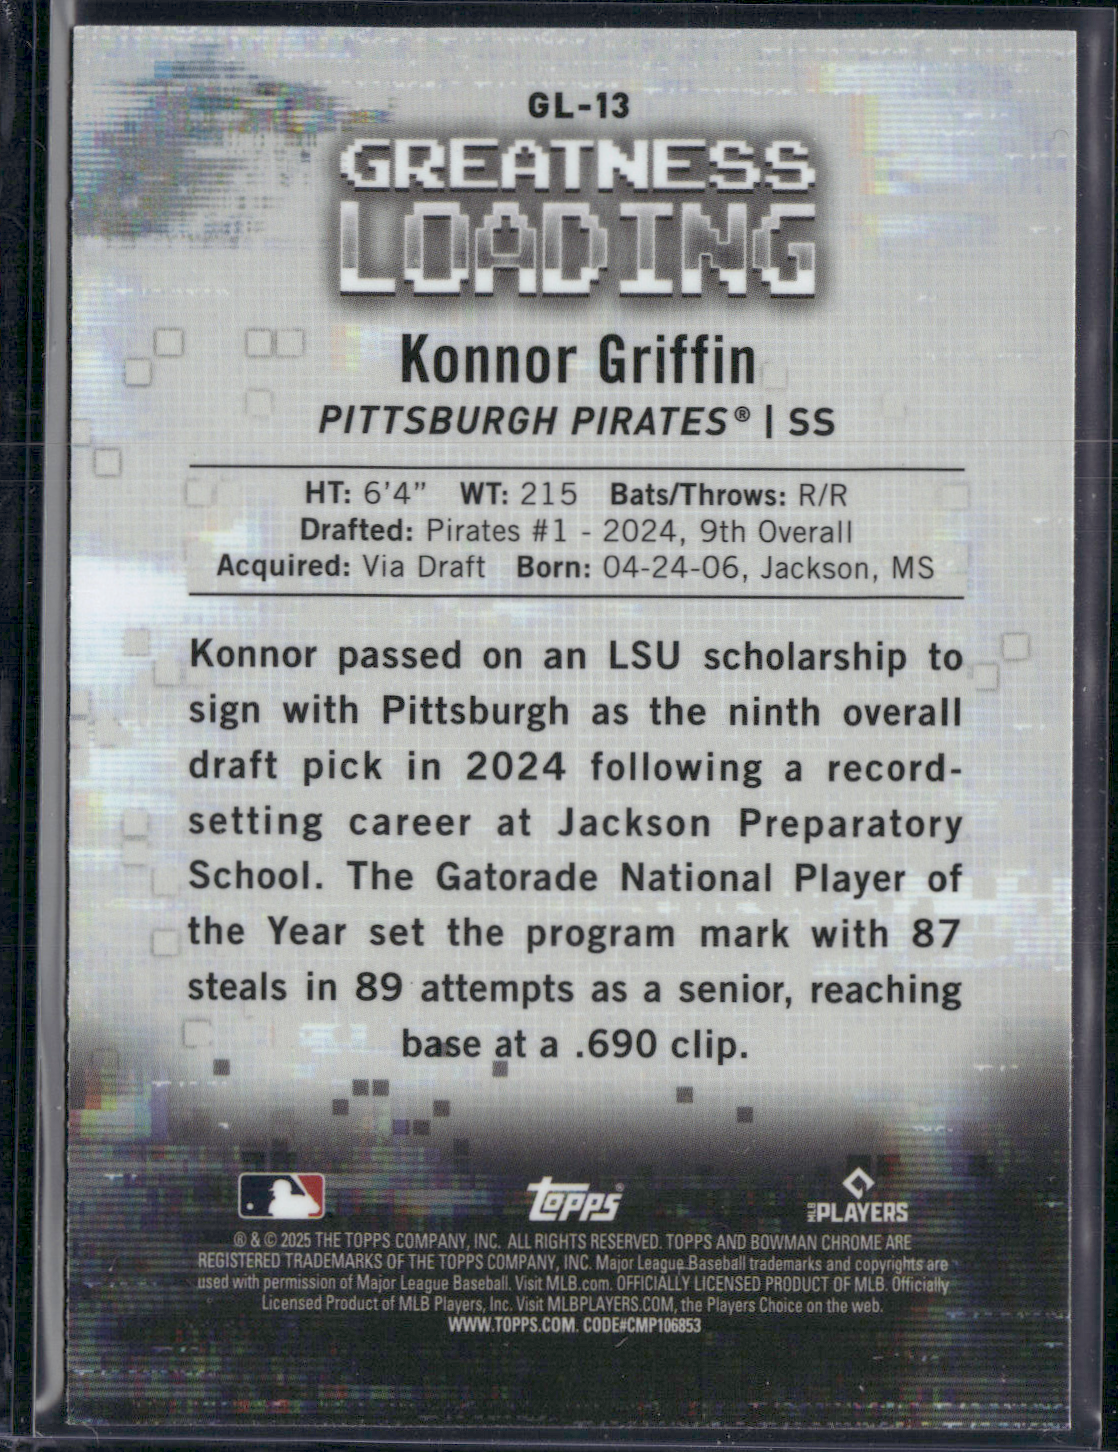 GL-13
GREATNESS
LOADING
Konnor Griffin
PITTSBURGH PIRATES® | SS
HT: 6'4" WT: 215 Bats/Throws: R/R
Drafted: Pirates #1 - 2024, 9th Overall
Acquired: Via Draft Born: 04-24-06, Jackson, MS
Konnor passed on an LSU scholarship to
sign with Pittsburgh as the ninth overall
draft pick in 2024 following a record-
setting career at Jackson Preparatory
School. The Gatorade National Player of
the Year set the program mark with 87
steals in 89 attempts as a senior, reaching
base at a .690 clip.
Topps®
MLB PLAYERS
® & © 2025 THE TOPPS COMPANY, INC. ALL RIGHTS RESERVED. TOPPS AND BOWMAN CHROME ARE
REGISTERED TRADEMARKS OF THE TOPPS COMPANY, INC. Major League Baseball trademarks and copyrights are
used with permission of Major League Baseball. Visit MLB.com. OFFICIALLY LICENSED PRODUCT OF MLB. Officially
Licensed Product of MLB Players, Inc. Visit MLBPLAYERS.COM, the Players Choice on the web.
WWW.TOPPS.COM. CODE#CMP106853